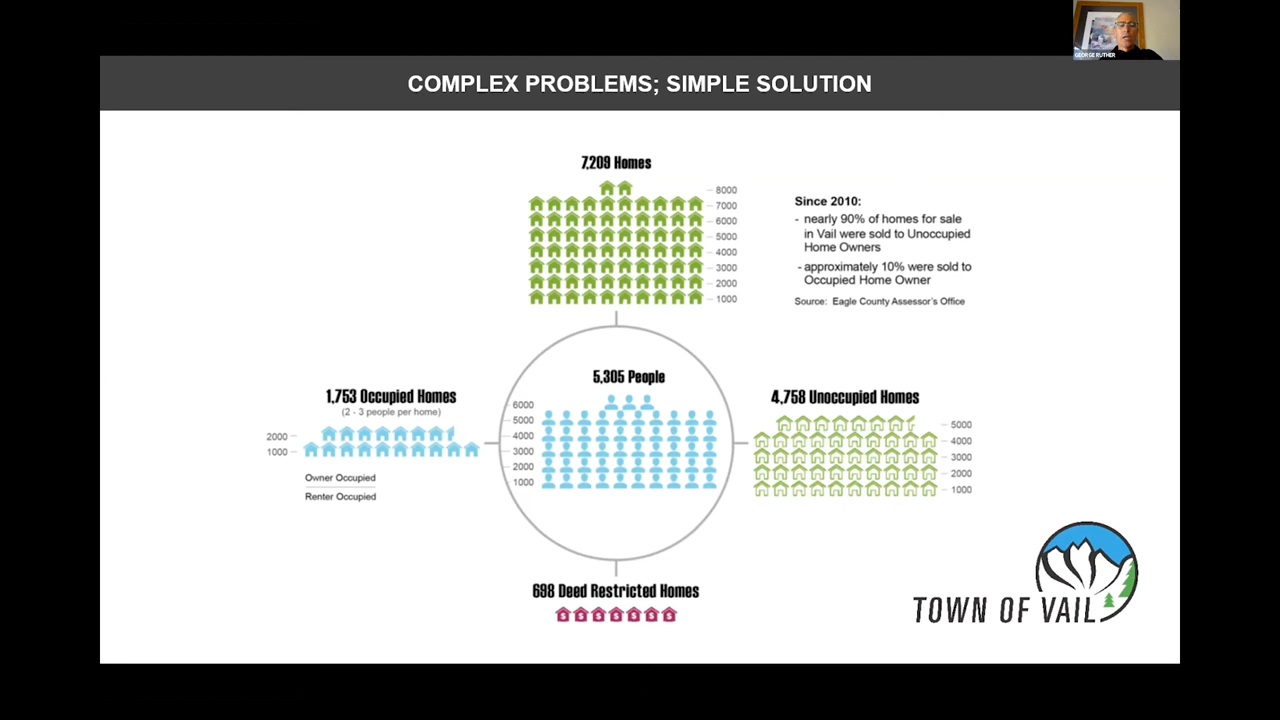 GEORGE RUTHER
COMPLEX PROBLEMS; SIMPLE SOLUTION
7,209 Homes
8000
7000
6000
5000
4000
3000
2000
1000
Since 2010:
- nearly 90% of homes for sale
in Vail were sold to Unoccupied
Home Owners
- approximately 10% were sold to
Occupied Home Owner
Source: Eagle County Assessor's Office
1,753 Occupied Homes
(2 - 3 people per home)
2000
1000
Owner Occupied
Renter Occupied
5,305 People
6000
5000
4000
3000
2000
1000
4,758 Unoccupied Homes
5000
4000
3000
2000
1000
698 Deed Restricted Homes
$ $ $ $ $ $ $
TOWN OF VAIL